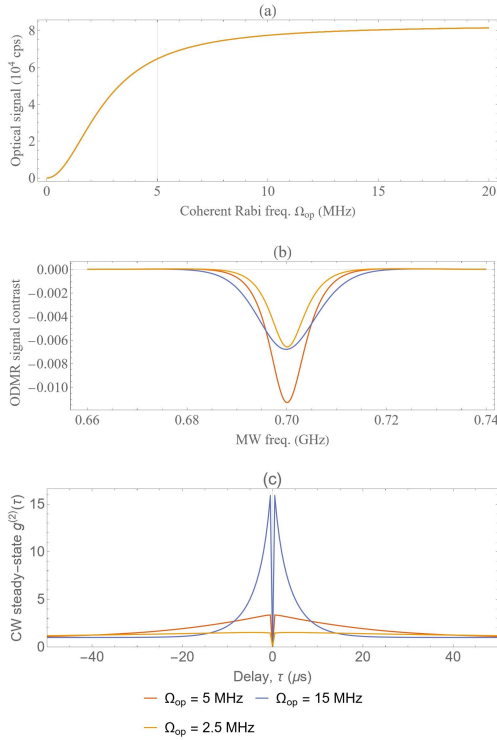 (a)
Optical signal (10⁴ cps)
8
6
4
2
0
0 5 10 15 20
Coherent Rabi freq. Ωop (MHz)
(b)
ODMR signal contrast
0.000
−0.002
−0.004
−0.006
−0.008
−0.010
0.66 0.68 0.70 0.72 0.74
MW freq. (GHz)
(c)
CW steady−state g⁽²⁾(τ)
15
10
5
0
−40 −20 0 20 40
Delay, τ (μs)
Ωop = 5 MHz Ωop = 15 MHz
Ωop = 2.5 MHz